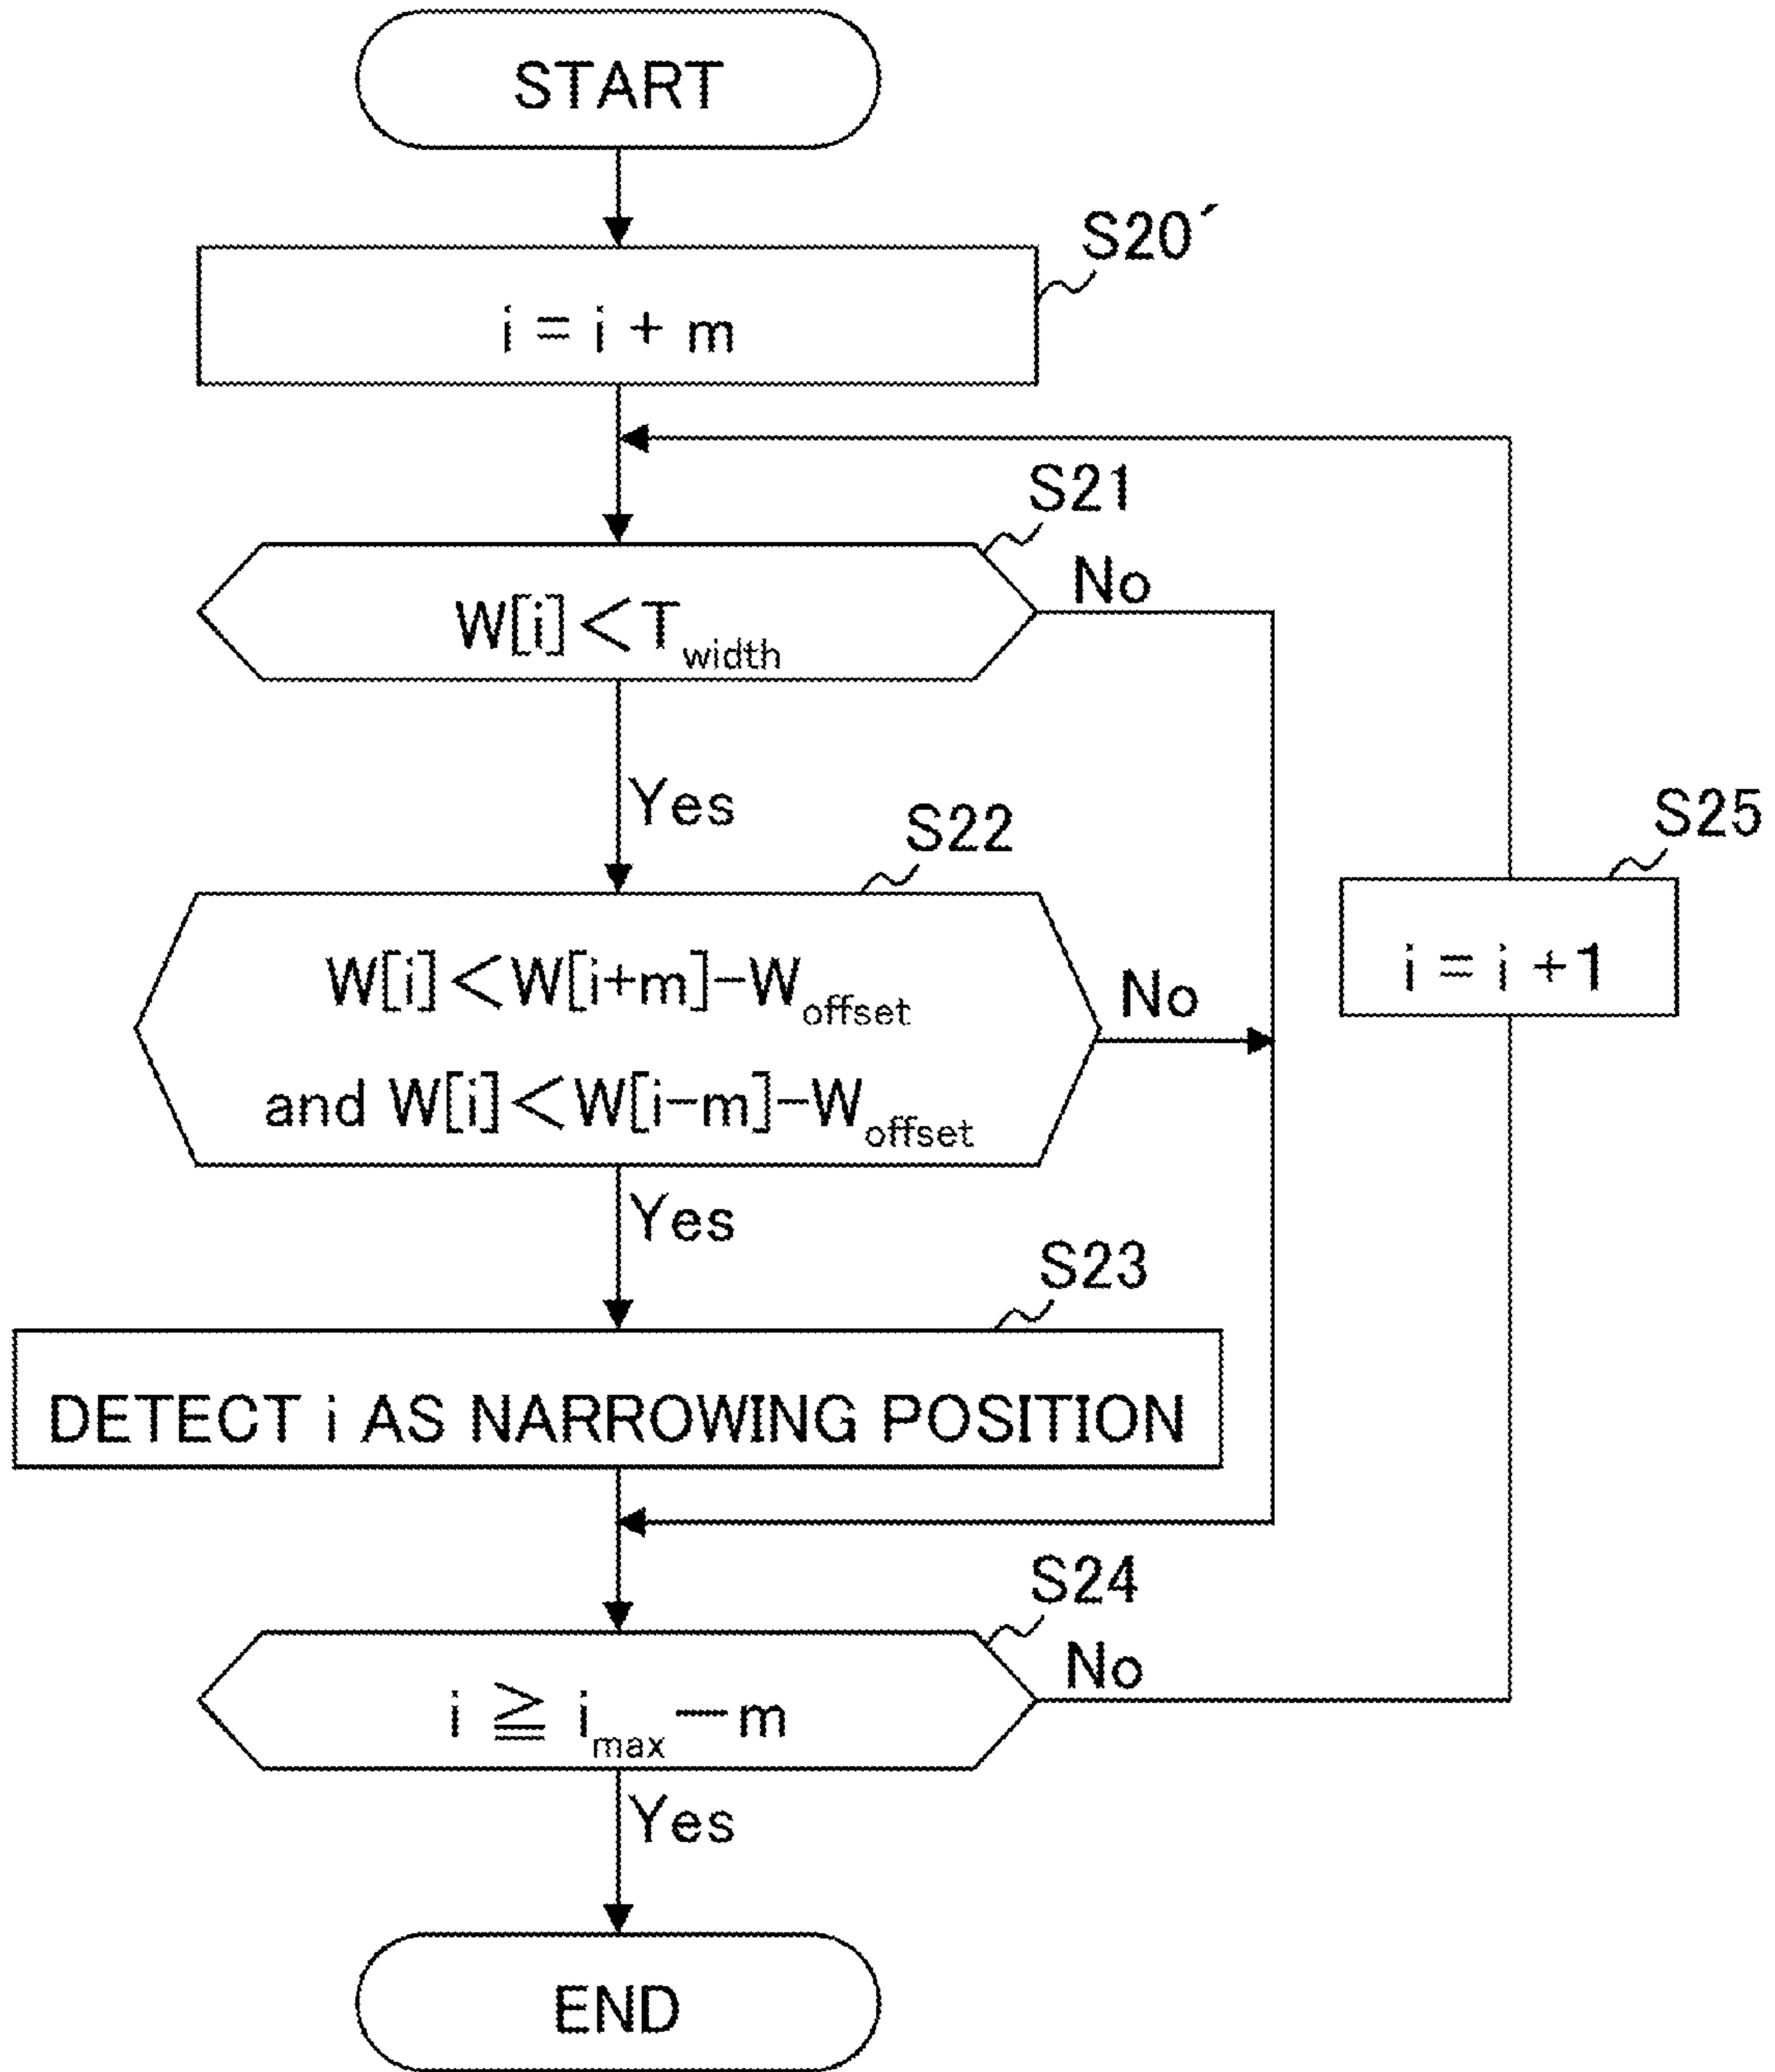 START
S20´
i = i + m
S21
W[i] < Twidth
No
Yes
S22
W[i] < W[i+m]-Woffset
and W[i] < W[i-m]-Woffset
No
Yes
S25
i = i +1
S23
DETECT i AS NARROWING POSITION
S24
i ≧ imax - m
No
Yes
END